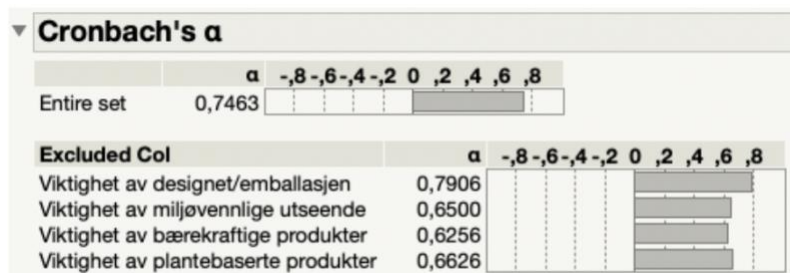 Cronbach's α
α -,8 -,6 -,4 -,2 0 ,2 ,4 ,6 ,8
Entire set 0,7463
Excluded Col α -,8 -,6 -,4 -,2 0 ,2 ,4 ,6 ,8
Viktighet av designet/emballasjen 0,7906
Viktighet av miljøvennlige utseende 0,6500
Viktighet av bærekraftige produkter 0,6256
Viktighet av plantebaserte produkter 0,6626